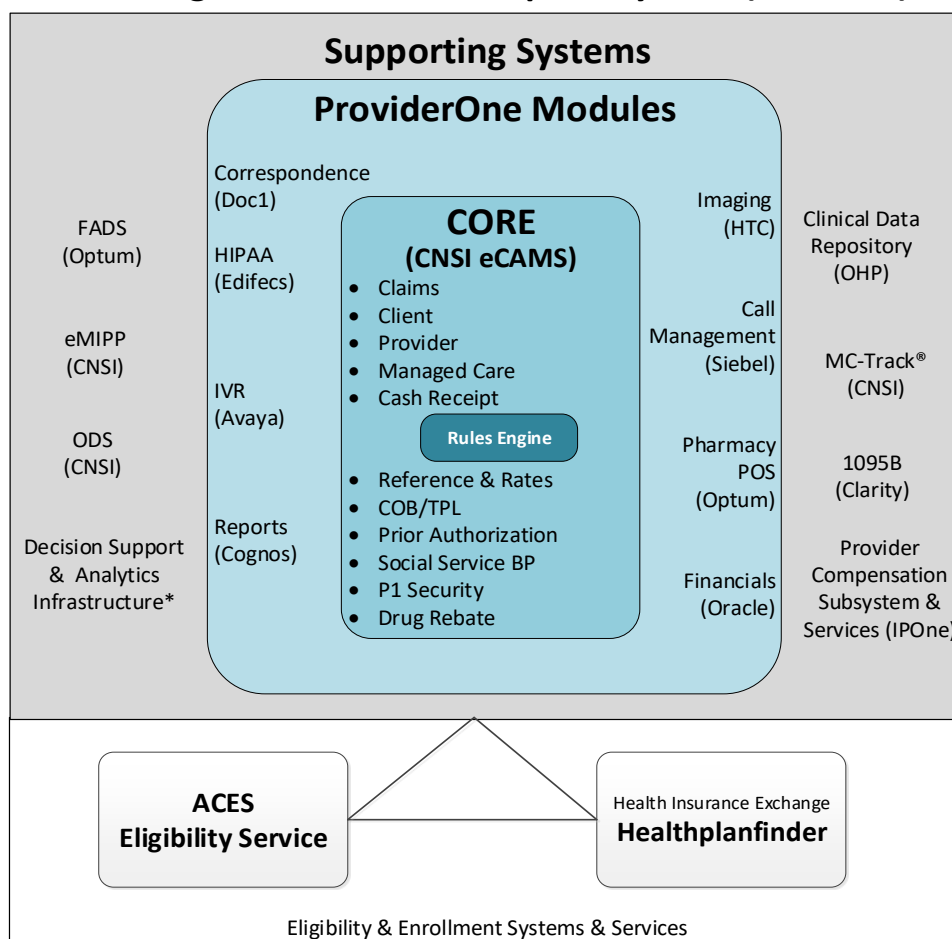 Supporting Systems
ProviderOne Modules
FADS
(Optum)
eMIPP
(CNSI)
ODS
(CNSI)
Decision Support
& Analytics
Infrastructure*
Correspondence
(Doc1)
HIPAA
(Edifecs)
IVR
(Avaya)
Reports
(Cognos)
CORE
(CNSI eCAMS)
• Claims
• Client
• Provider
• Managed Care
• Cash Receipt
Rules Engine
• Reference & Rates
• COB/TPL
• Prior Authorization
• Social Service BP
• P1 Security
• Drug Rebate
Imaging
(HTC)
Call
Management
(Siebel)
Pharmacy
POS
(Optum)
Financials
(Oracle)
Clinical Data
Repository
(OHP)
MC-Track®
(CNSI)
1095B
(Clarity)
Provider
Compensation
Subsystem &
Services (IPOne)
ACES
Eligibility Service
Health Insurance Exchange
Healthplanfinder
Eligibility & Enrollment Systems & Services